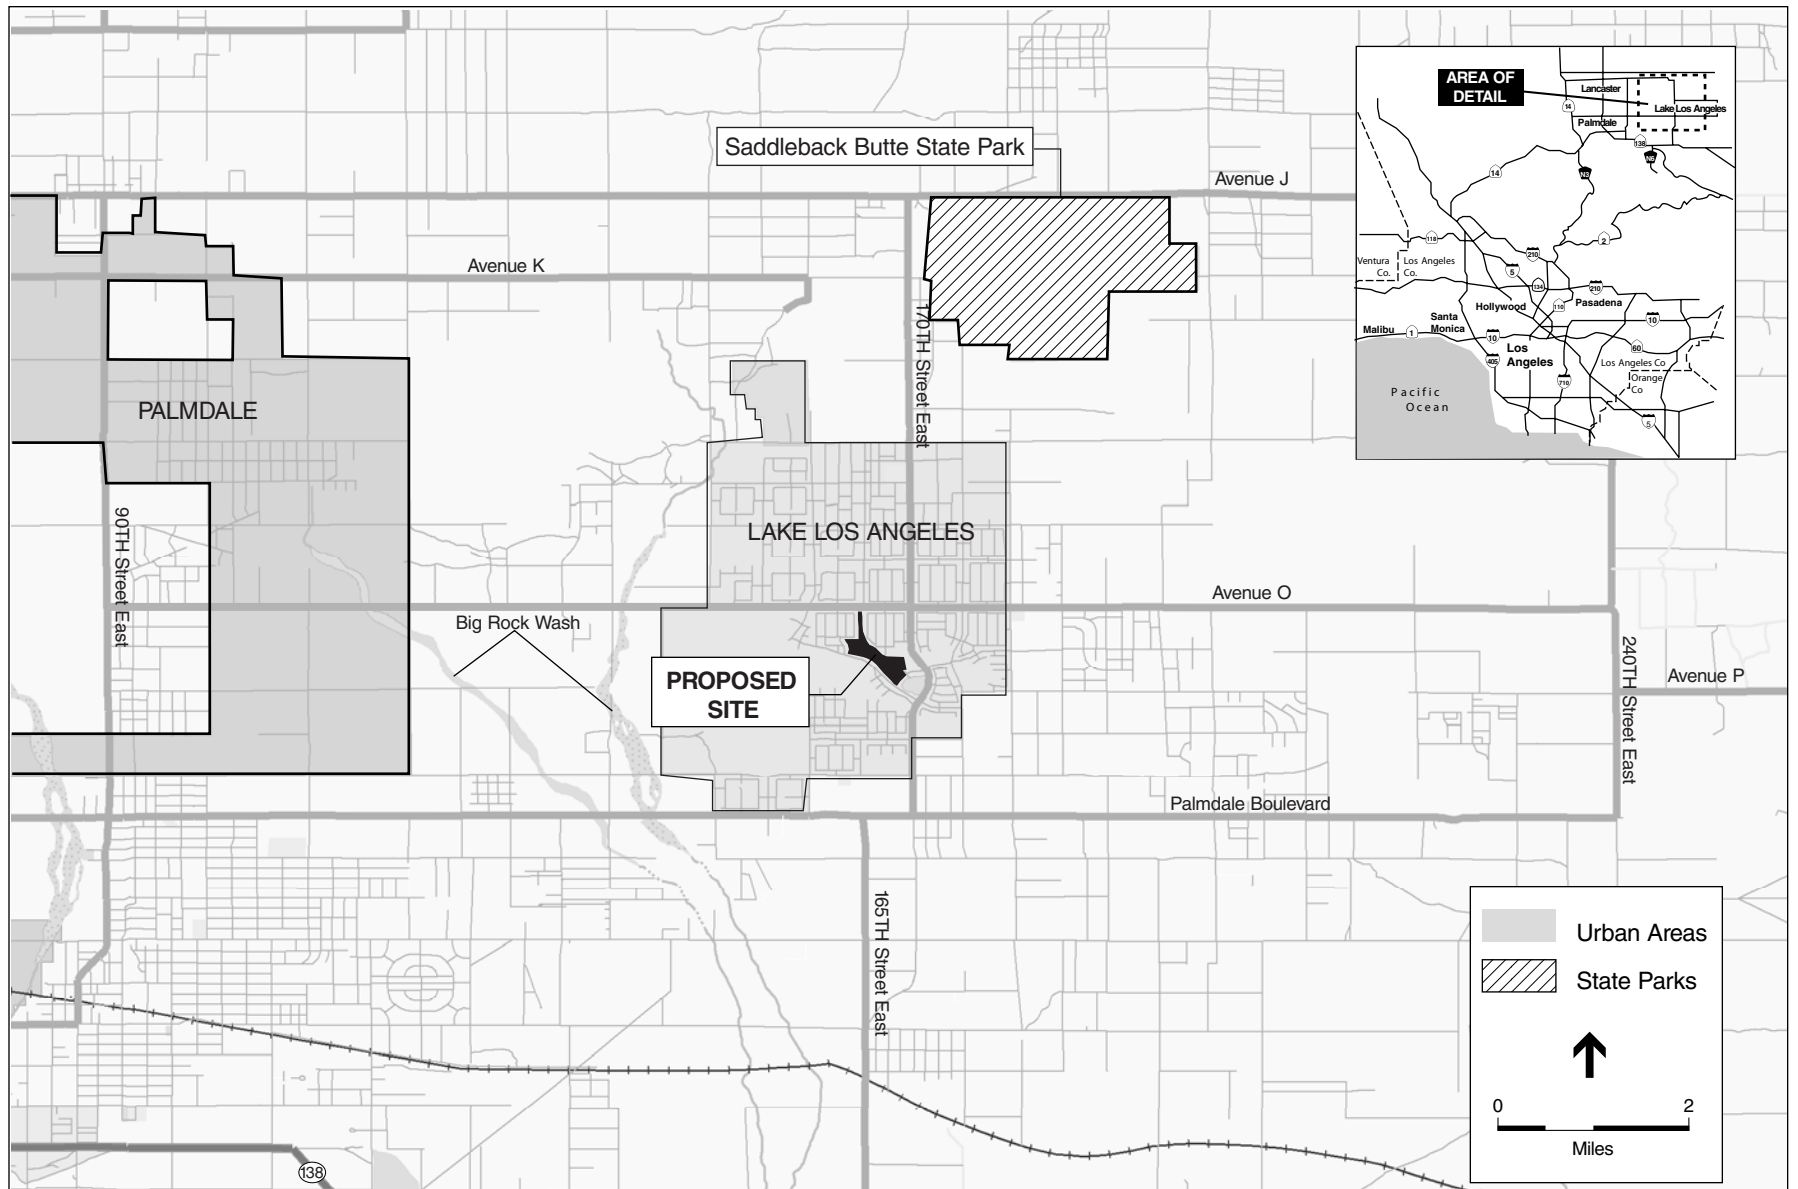 AREA OF
DETAIL
Lancaster
14
Lake Los Angeles
Palmdale
138
N6
14
N3
118
2
210
Ventura
Co.
Los Angeles
Co.
5
134
210
Hollywood
110
Pasadena
Santa
Monica
10
Malibu
1
10
60
405
Los
Angeles
Los Angeles Co
Orange
Co
710
5
Pacific
Ocean
Saddleback Butte State Park
Avenue J
Avenue K
170TH Street East
PALMDALE
LAKE LOS ANGELES
90TH Street East
Avenue O
Big Rock Wash
PROPOSED
SITE
240TH Street East
Avenue P
Palmdale Boulevard
165TH Street East
138
Urban Areas
State Parks
0 2
Miles